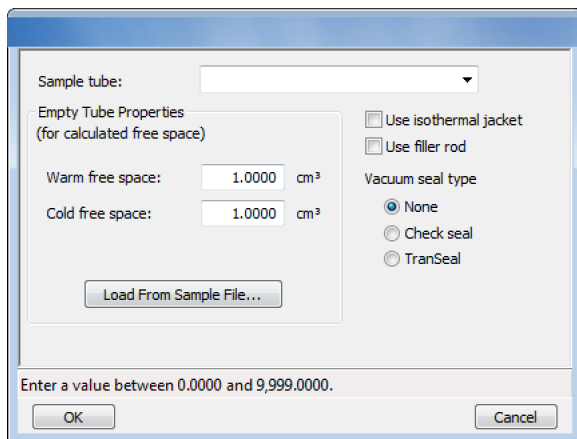 Sample tube:
Empty Tube Properties
(for calculated free space)
Use isothermal jacket
Use filler rod
Warm free space: 1.0000 cm³
Vacuum seal type
Cold free space: 1.0000 cm³
None
Check seal
TranSeal
Load From Sample File...
Enter a value between 0.0000 and 9,999.0000.
OK Cancel